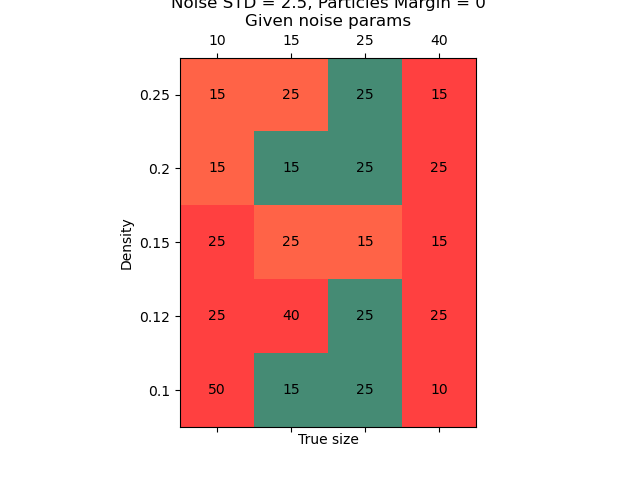 Noise STD = 2.5, Particles Margin = 0
Given noise params
10 15 25 40
0.25 15 25 25 15
0.2 15 15 25 25
0.15 25 25 15 15
0.12 25 40 25 25
0.1 50 15 25 10
Density
True size